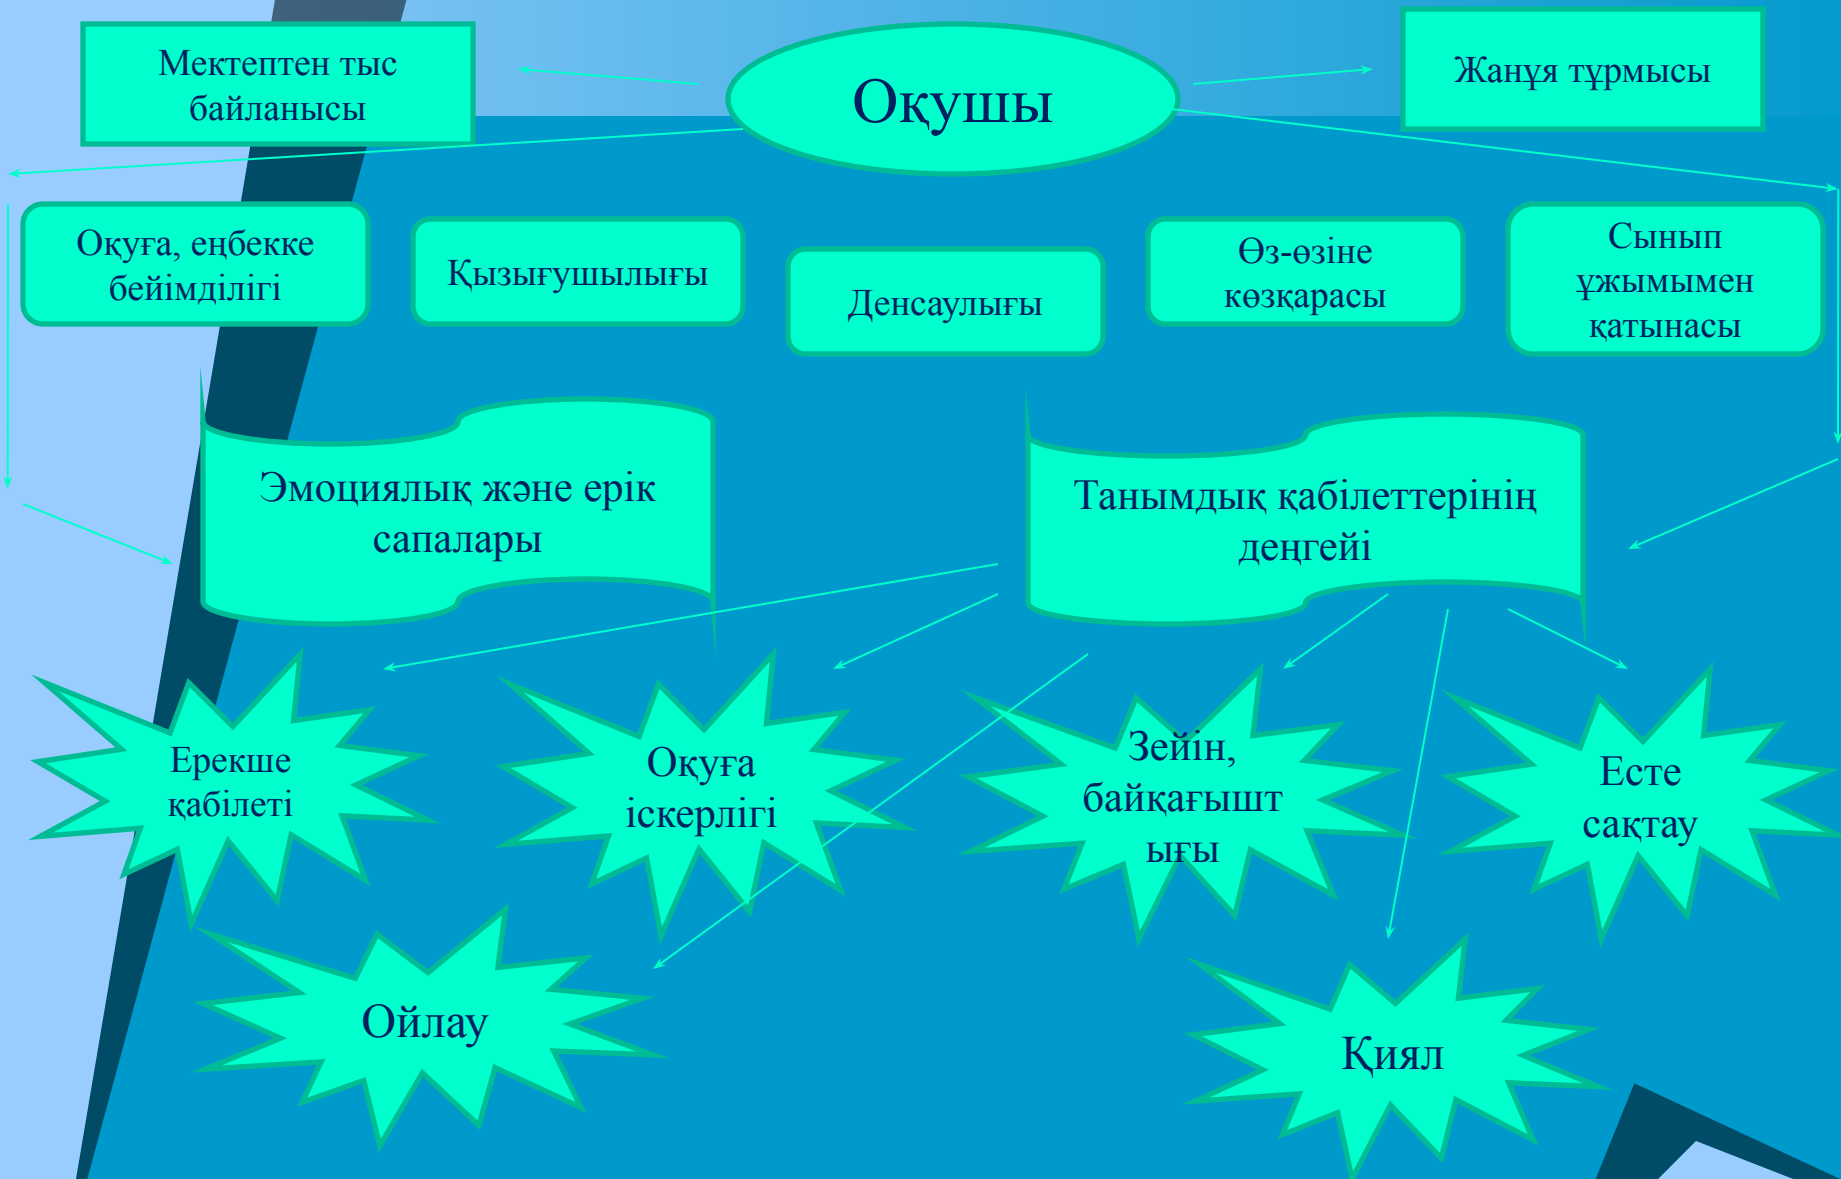 Мектептен тыс
байланысы
Оқушы
Жанұя тұрмысы
Оқуға, еңбекке
бейімділігі
Қызығушылығы
Денсаулығы
Өз-өзіне
көзқарасы
Сынып
ұжымымен
қатынасы
Эмоциялық және ерік
сапалары
Танымдық қабілеттерінің
деңгейі
Ерекше
қабілеті
Оқуға
іскерлігі
Зейін,
байқағышт
ығы
Есте
сақтау
Ойлау
Қиял